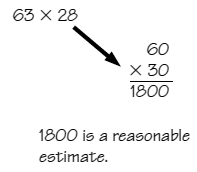 63 × 28
60
× 30
1800
1800 is a reasonable
estimate.